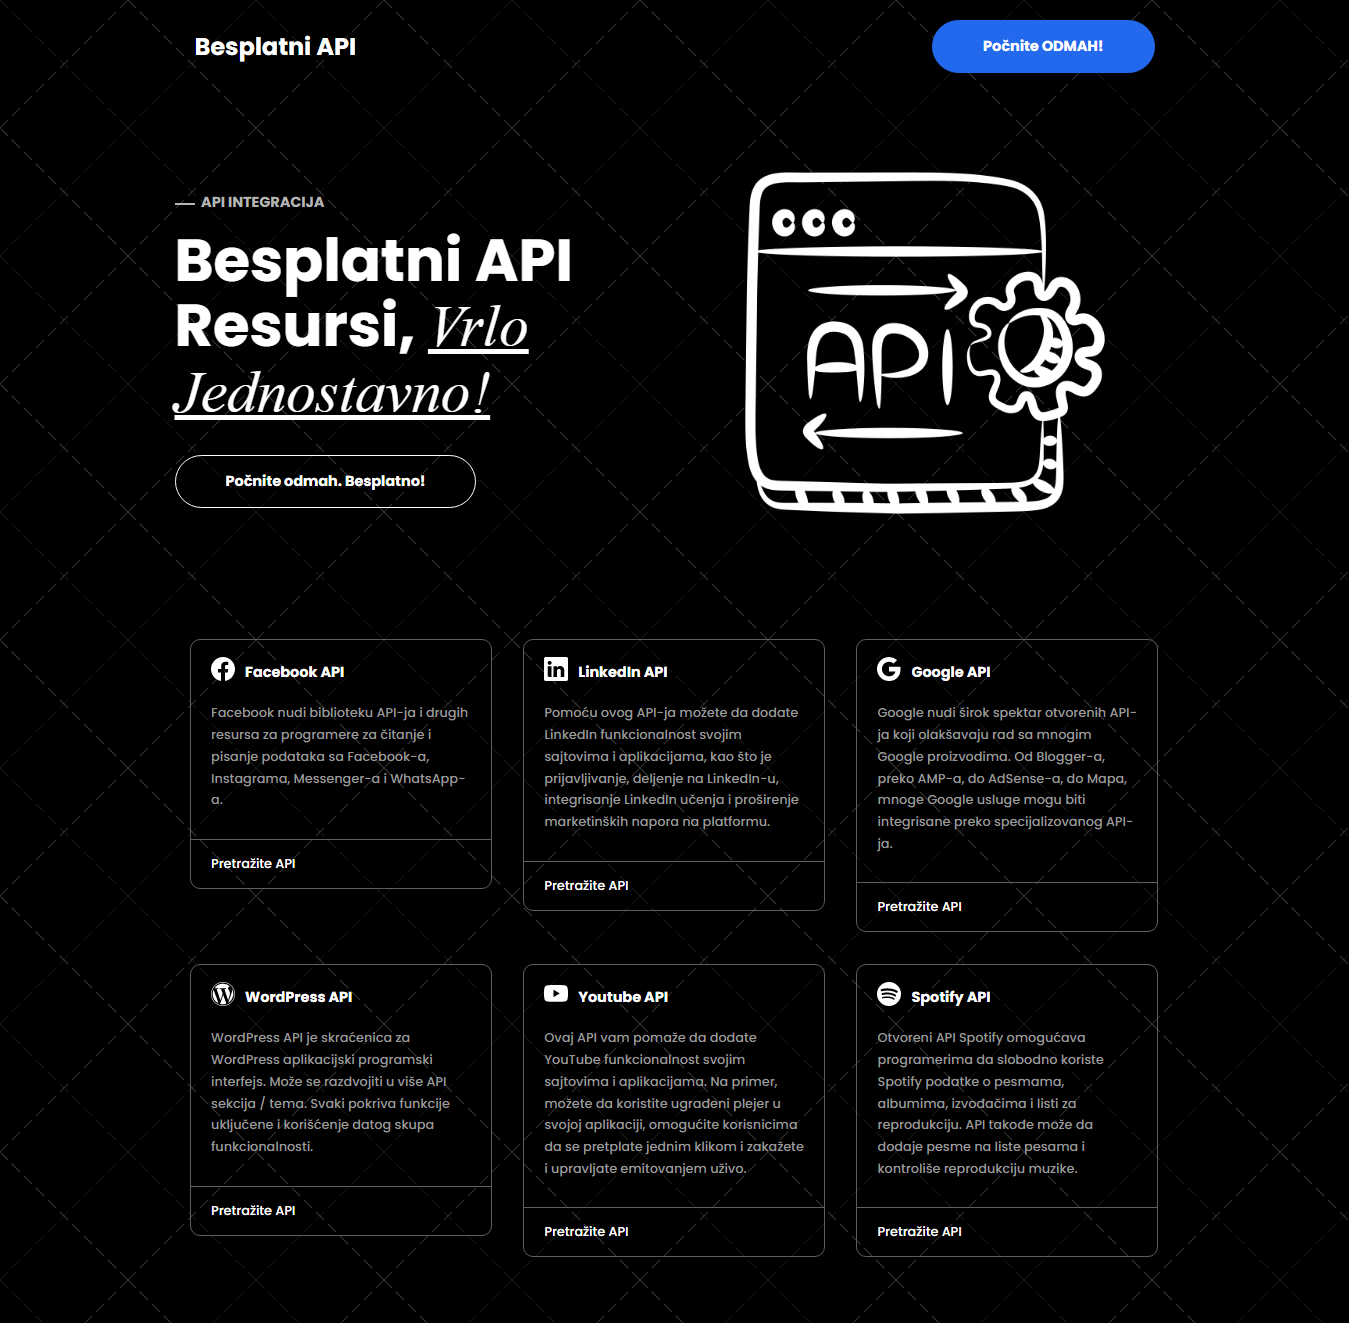 Besplatni API
Počnite ODMAH!
API INTEGRACIJA
Besplatni API
Resursi, Vrlo
Jednostavno!
Počnite odmah. Besplatno!
API
Facebook API
Facebook nudi biblioteku API-ja i drugih
resursa za programere za čitanje i
pisanje podataka sa Facebook-a,
Instagrama, Messenger-a i WhatsApp-
a.
Pretražite API
LinkedIn API
Pomoću ovog API-ja možete da dodate
LinkedIn funkcionalnost svojim
sajtovima i aplikacijama, kao što je
prijavljivanje, deljenje na LinkedIn-u,
integrisanje LinkedIn učenja i proširenje
marketinških napora na platformu.
Pretražite API
Google API
Google nudi širok spektar otvorenih API-
ja koji olakšavaju rad sa mnogim
Google proizvodima. Od Blogger-a,
preko AMP-a, do AdSense-a, do Mapa,
mnoge Google usluge mogu biti
integrisane preko specijalizovanog API-
ja.
Pretražite API
WordPress API
WordPress API je skraćenica za
WordPress aplikacijski programski
interfejs. Može se razdvojiti u više API
sekcija / tema. Svaki pokriva funkcije
uključene i korišćenje datog skupa
funkcionalnosti.
Pretražite API
Youtube API
Ovaj API vam pomaže da dodate
YouTube funkcionalnost svojim
sajtovima i aplikacijama. Na primer,
možete da koristite ugrađeni plejer u
svojoj aplikaciji, omogućite korisnicima
da se pretplate jednim klikom i zakažete
i upravljate emitovanjem uživo.
Pretražite API
Spotify API
Otvoreni API Spotify omogućava
programerima da slobodno koriste
Spotify podatke o pesmama,
albumima, izvođačima i listi za
reprodukciju. API takođe može da
dodaje pesme na liste pesama i
kontroliše reprodukciju muzike.
Pretražite API